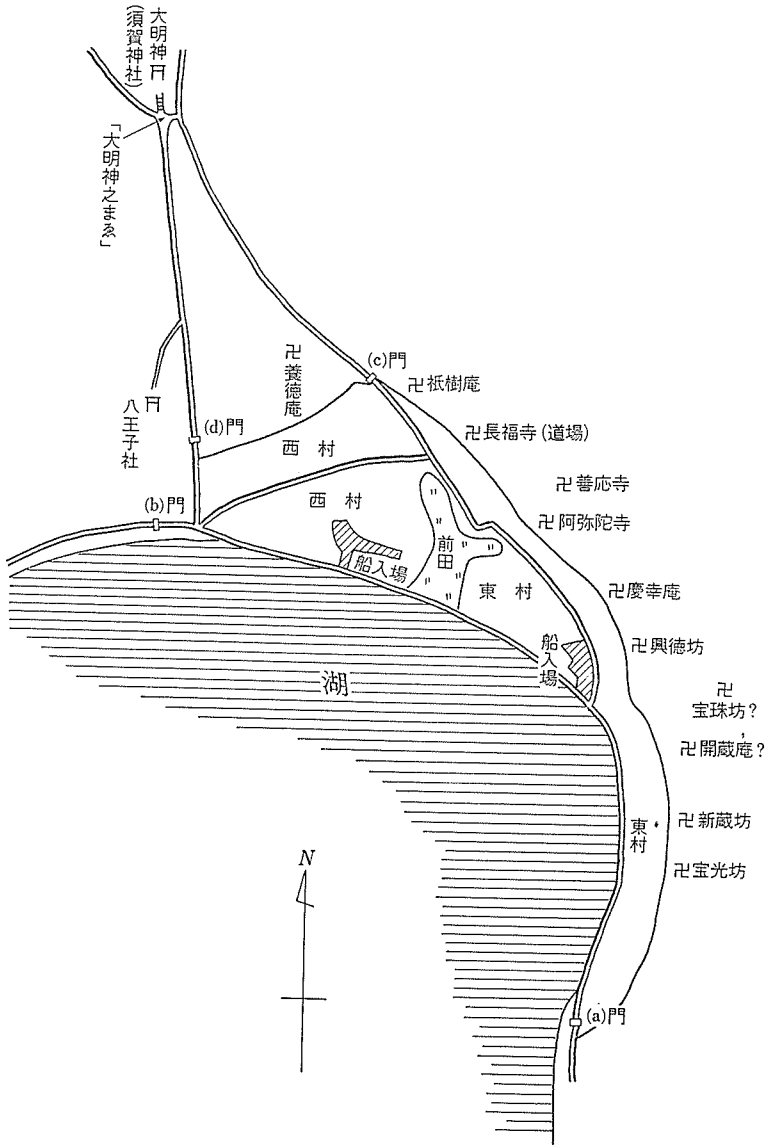 大明神
(須賀神社)
「大明神之まゑ」
八王子社
卍養徳庵
(c)門
卍祇樹庵
(d)門
西村
卍長福寺(道場)
(b)門
西村
卍善応寺
船入場
前田
卍阿弥陀寺
東村
卍慶幸庵
船入場
卍興徳坊
湖
卍
宝珠坊?
卍開蔵庵?
東村
卍新蔵坊
卍宝光坊
N
(a)門